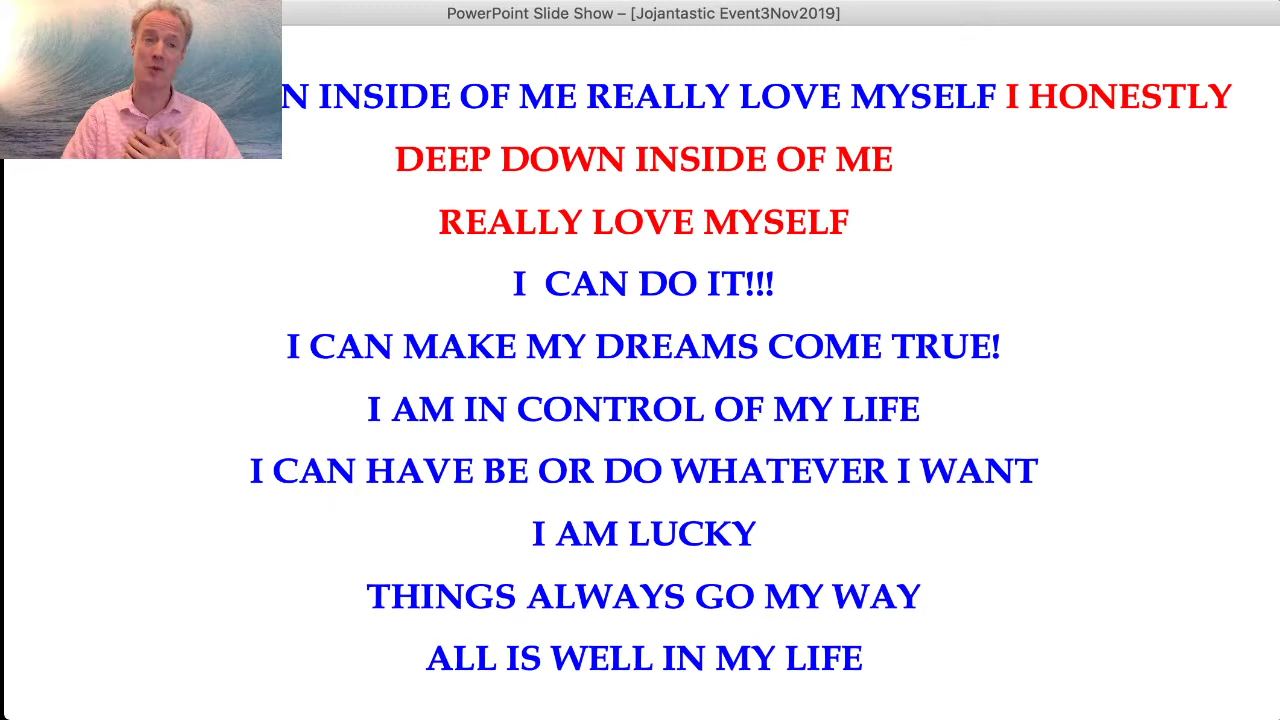 PowerPoint Slide Show – [Jojantastic Event3Nov2019]
INSIDE OF ME REALLY LOVE MYSELF I HONESTLY
DEEP DOWN INSIDE OF ME
REALLY LOVE MYSELF
I CAN DO IT!!!
I CAN MAKE MY DREAMS COME TRUE!
I AM IN CONTROL OF MY LIFE
I CAN HAVE BE OR DO WHATEVER I WANT
I AM LUCKY
THINGS ALWAYS GO MY WAY
ALL IS WELL IN MY LIFE